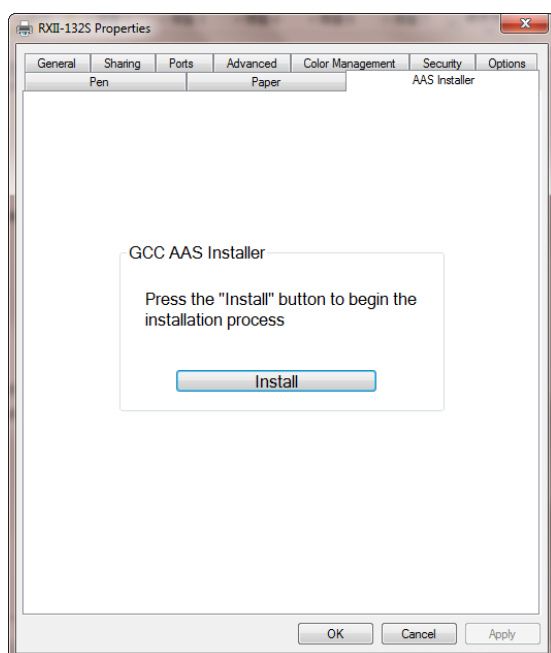 RXII-132S Properties
General Sharing Ports Advanced Color Management Security Options
Pen Paper AAS Installer
GCC AAS Installer
Press the "Install" button to begin the
installation process
Install
OK Cancel Apply